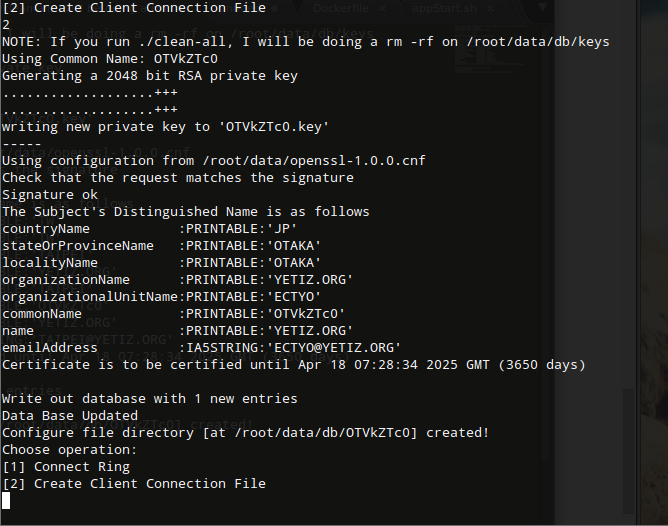 [2] Create Client Connection File
Dockerfile
appStart.sh
2
NOTE: If you run ./clean-all, I will be doing a rm -rf on /root/data/db/keys
Using Common Name: OTVkZTc0
Generating a 2048 bit RSA private key
...................+++
...................+++
writing new private key to 'OTVkZTc0.key'
-----
Using configuration from /root/data/openssl-1.0.0.cnf
Check that the request matches the signature
Signature ok
The Subject's Distinguished Name is as follows
countryName           :PRINTABLE:'JP'
stateOrProvinceName   :PRINTABLE:'OTAKA'
localityName          :PRINTABLE:'OTAKA'
organizationName      :PRINTABLE:'YETIZ.ORG'
organizationalUnitName:PRINTABLE:'ECTYO'
commonName            :PRINTABLE:'OTVkZTc0'
name                  :PRINTABLE:'YETIZ.ORG'
emailAddress          :IA5STRING:'ECTYO@YETIZ.ORG'
Certificate is to be certified until Apr 18 07:28:34 2025 GMT (3650 days)
Write out database with 1 new entries
Data Base Updated
Configure file directory [at /root/data/db/OTVkZTc0] created!
Choose operation:
[1] Connect Ring
[2] Create Client Connection File